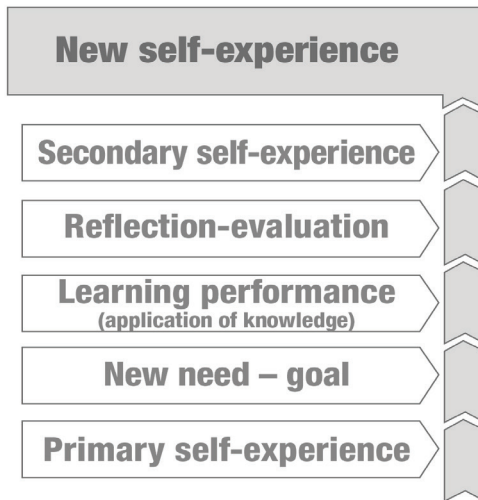 New self-experience
Secondary self-experience
Reflection-evaluation
Learning performance
(application of knowledge)
New need – goal
Primary self-experience